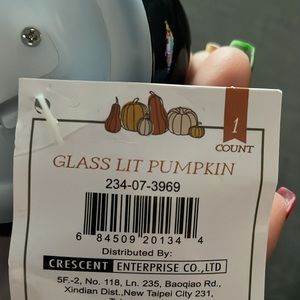 1
COUNT
GLASS LIT PUMPKIN
234-07-3969
6 84509 20134 4
Distributed By:
CRESCENT ENTERPRISE CO.,LTD
5F.-2, No. 118, Ln. 235, Baoqiao Rd.,
Xindian Dist.,New Taipei City 231,